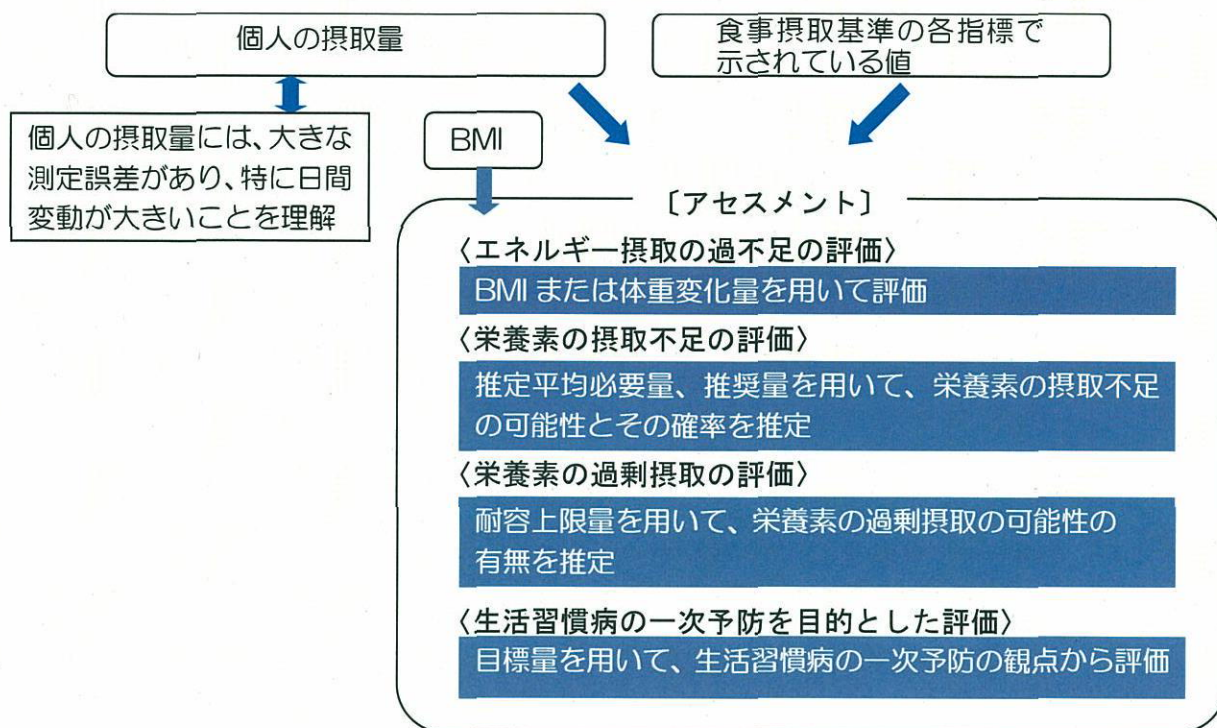 個人の摂取量
食事摂取基準の各指標で
示されている値
個人の摂取量には、大きな
測定誤差があり、特に日間
変動が大きいことを理解
BMI
〔アセスメント〕
〈エネルギー摂取の過不足の評価〉
BMI または体重変化量を用いて評価
〈栄養素の摂取不足の評価〉
推定平均必要量、推奨量を用いて、栄養素の摂取不足
の可能性とその確率を推定
〈栄養素の過剰摂取の評価〉
耐容上限量を用いて、栄養素の過剰摂取の可能性の
有無を推定
〈生活習慣病の一次予防を目的とした評価〉
目標量を用いて、生活習慣病の一次予防の観点から評価